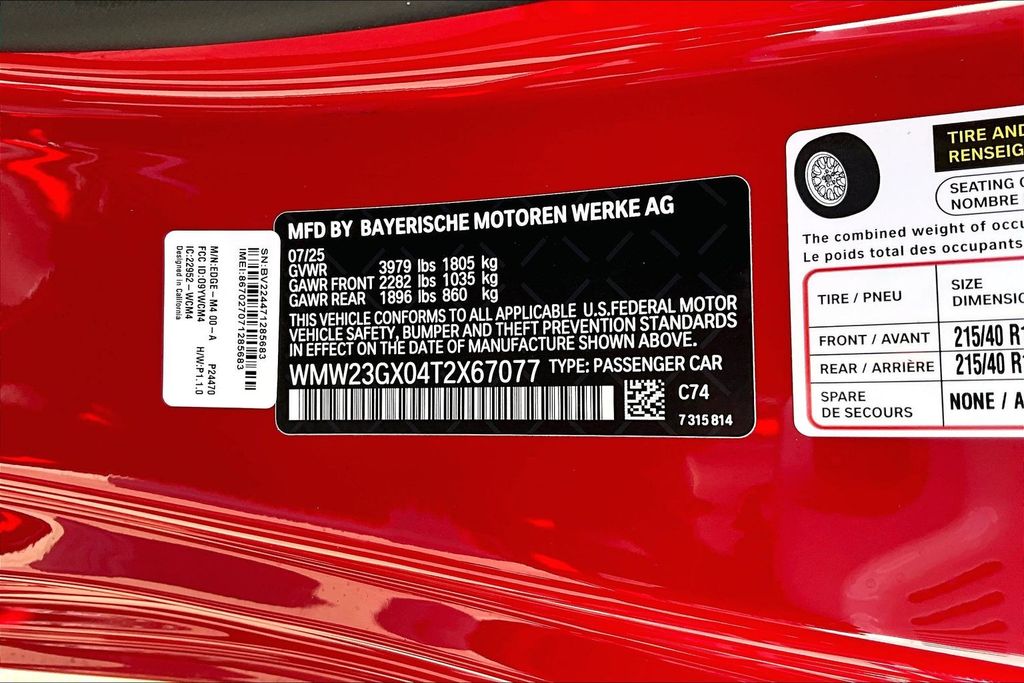 MFD BY BAYERISCHE MOTOREN WERKE AG
07/25
GVWR 3979 lbs 1805 kg
GAWR FRONT 2282 lbs 1035 kg
GAWR REAR 1896 lbs 860 kg
THIS VEHICLE CONFORMS TO ALL APPLICABLE U.S.FEDERAL MOTOR
VEHICLE SAFETY, BUMPER AND THEFT PREVENTION STANDARDS
IN EFFECT ON THE DATE OF MANUFACTURE SHOWN ABOVE.
WMW23GX04T2X67077 TYPE: PASSENGER CAR
C74
7 315 814
SN:BV224471285683
IMEI:867027071285683
M/N:EDGE-M4 00-A P24470
FCC ID:09YWCM4 H/W:P1.1.0
IC:22952-WCM4
Designed in California
TIRE AND
RENSEIG
SEATING C
NOMBRE
The combined weight of occu
Le poids total des occupants
TIRE / PNEU SIZE
DIMENSIO
FRONT / AVANT 215/40 R1
REAR / ARRIÈRE 215/40 R1
SPARE
DE SECOURS NONE / A